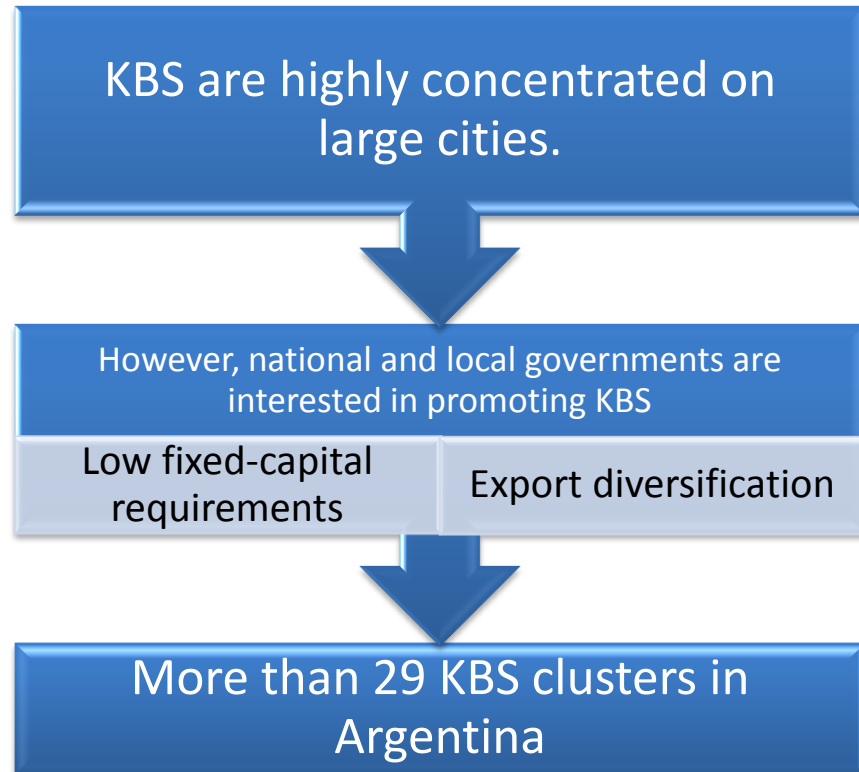 KBS are highly concentrated on
large cities.
However, national and local governments are
interested in promoting KBS
Low fixed-capital
requirements
Export diversification
More than 29 KBS clusters in
Argentina